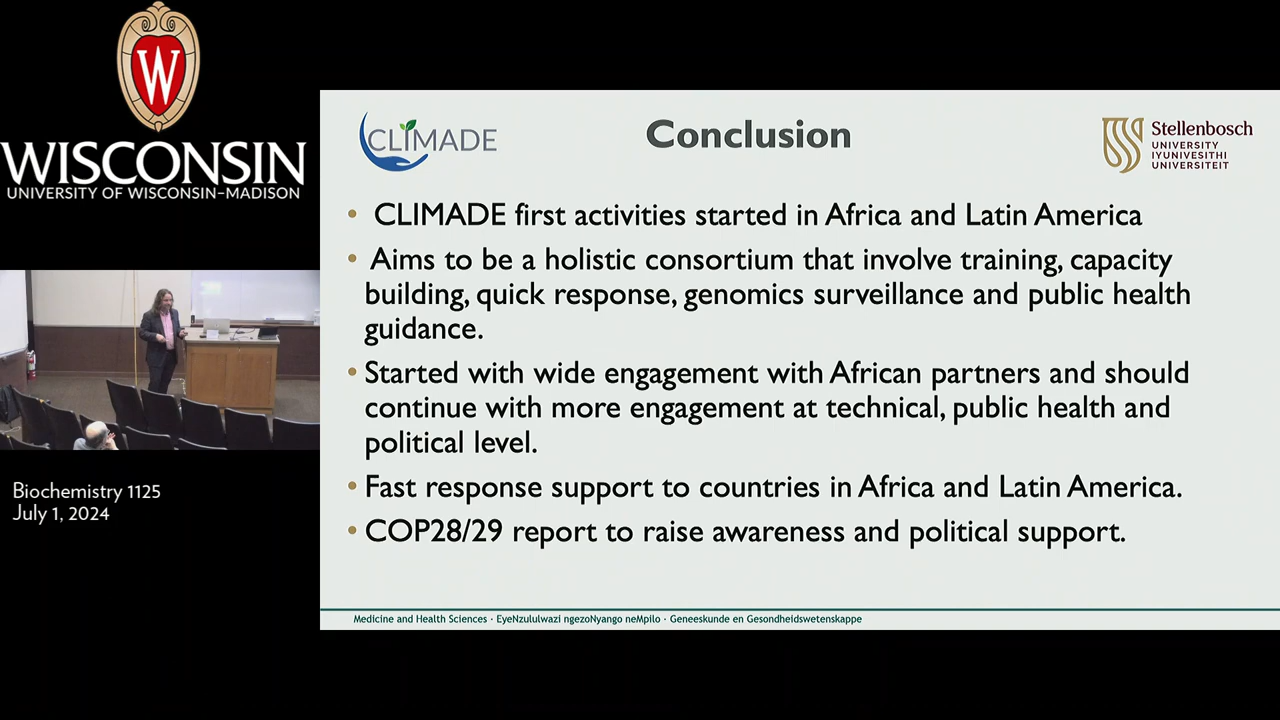 W
WISCONSIN
UNIVERSITY OF WISCONSIN–MADISON
Biochemistry 1125
July 1, 2024
CLIMADE
Conclusion
Stellenbosch
UNIVERSITY
IYUNIVESITHI
UNIVERSITEIT
• CLIMADE first activities started in Africa and Latin America
• Aims to be a holistic consortium that involve training, capacity
building, quick response, genomics surveillance and public health
guidance.
• Started with wide engagement with African partners and should
continue with more engagement at technical, public health and
political level.
• Fast response support to countries in Africa and Latin America.
• COP28/29 report to raise awareness and political support.
Medicine and Health Sciences · EyeNzululwazi ngezoNyango neMpilo · Geneeskunde en Gesondheidswetenskappe